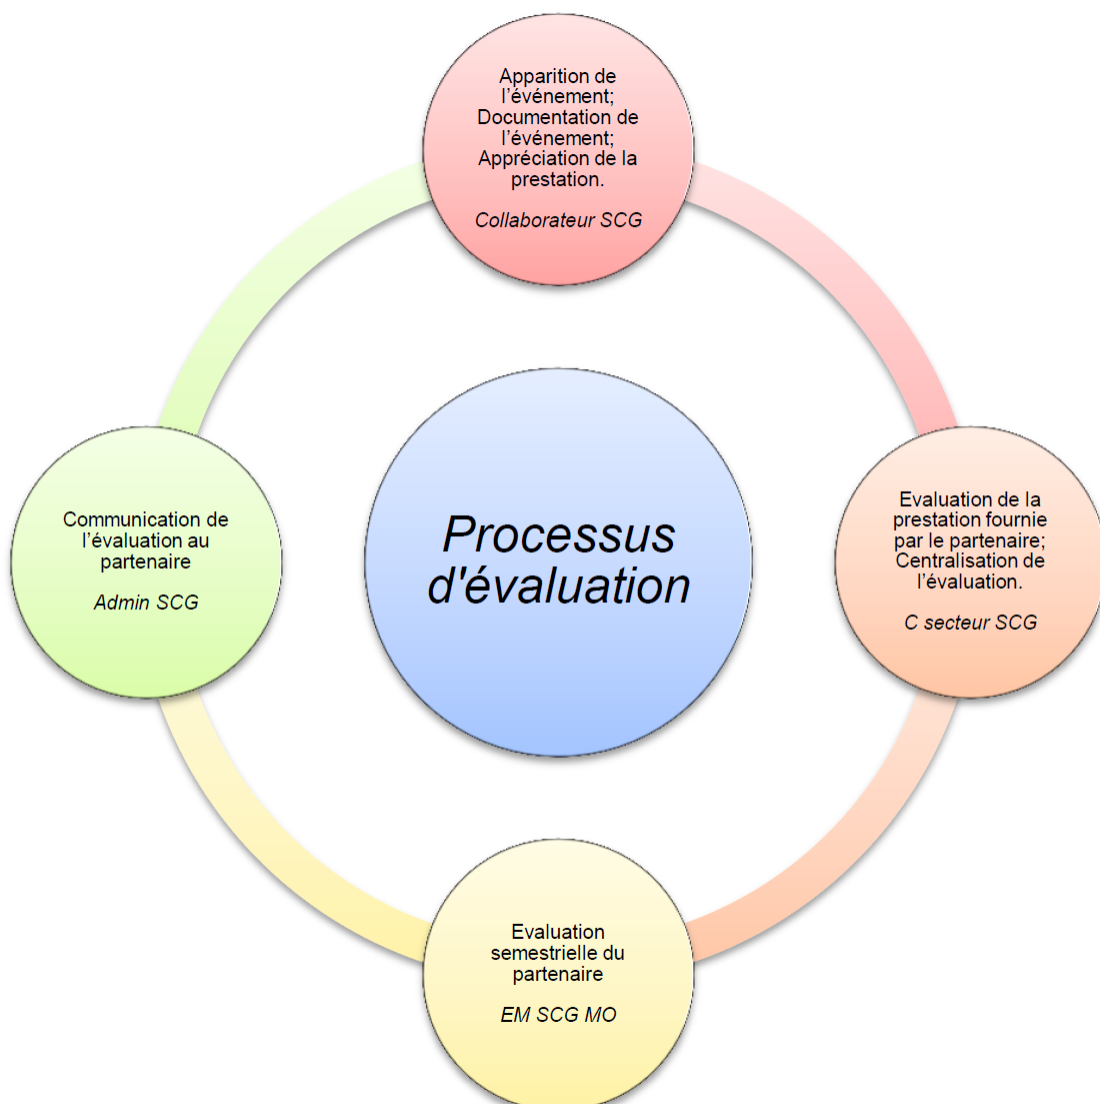 Apparition de
l'événement;
Documentation de
l'événement;
Appréciation de la
prestation.
Collaborateur SCG
Evaluation de la
prestation fournie
par le partenaire;
Centralisation de
l'évaluation.
C secteur SCG
Evaluation
semestrielle du
partenaire
EM SCG MO
Communication de
l'évaluation au
partenaire
Admin SCG
Processus
d'évaluation